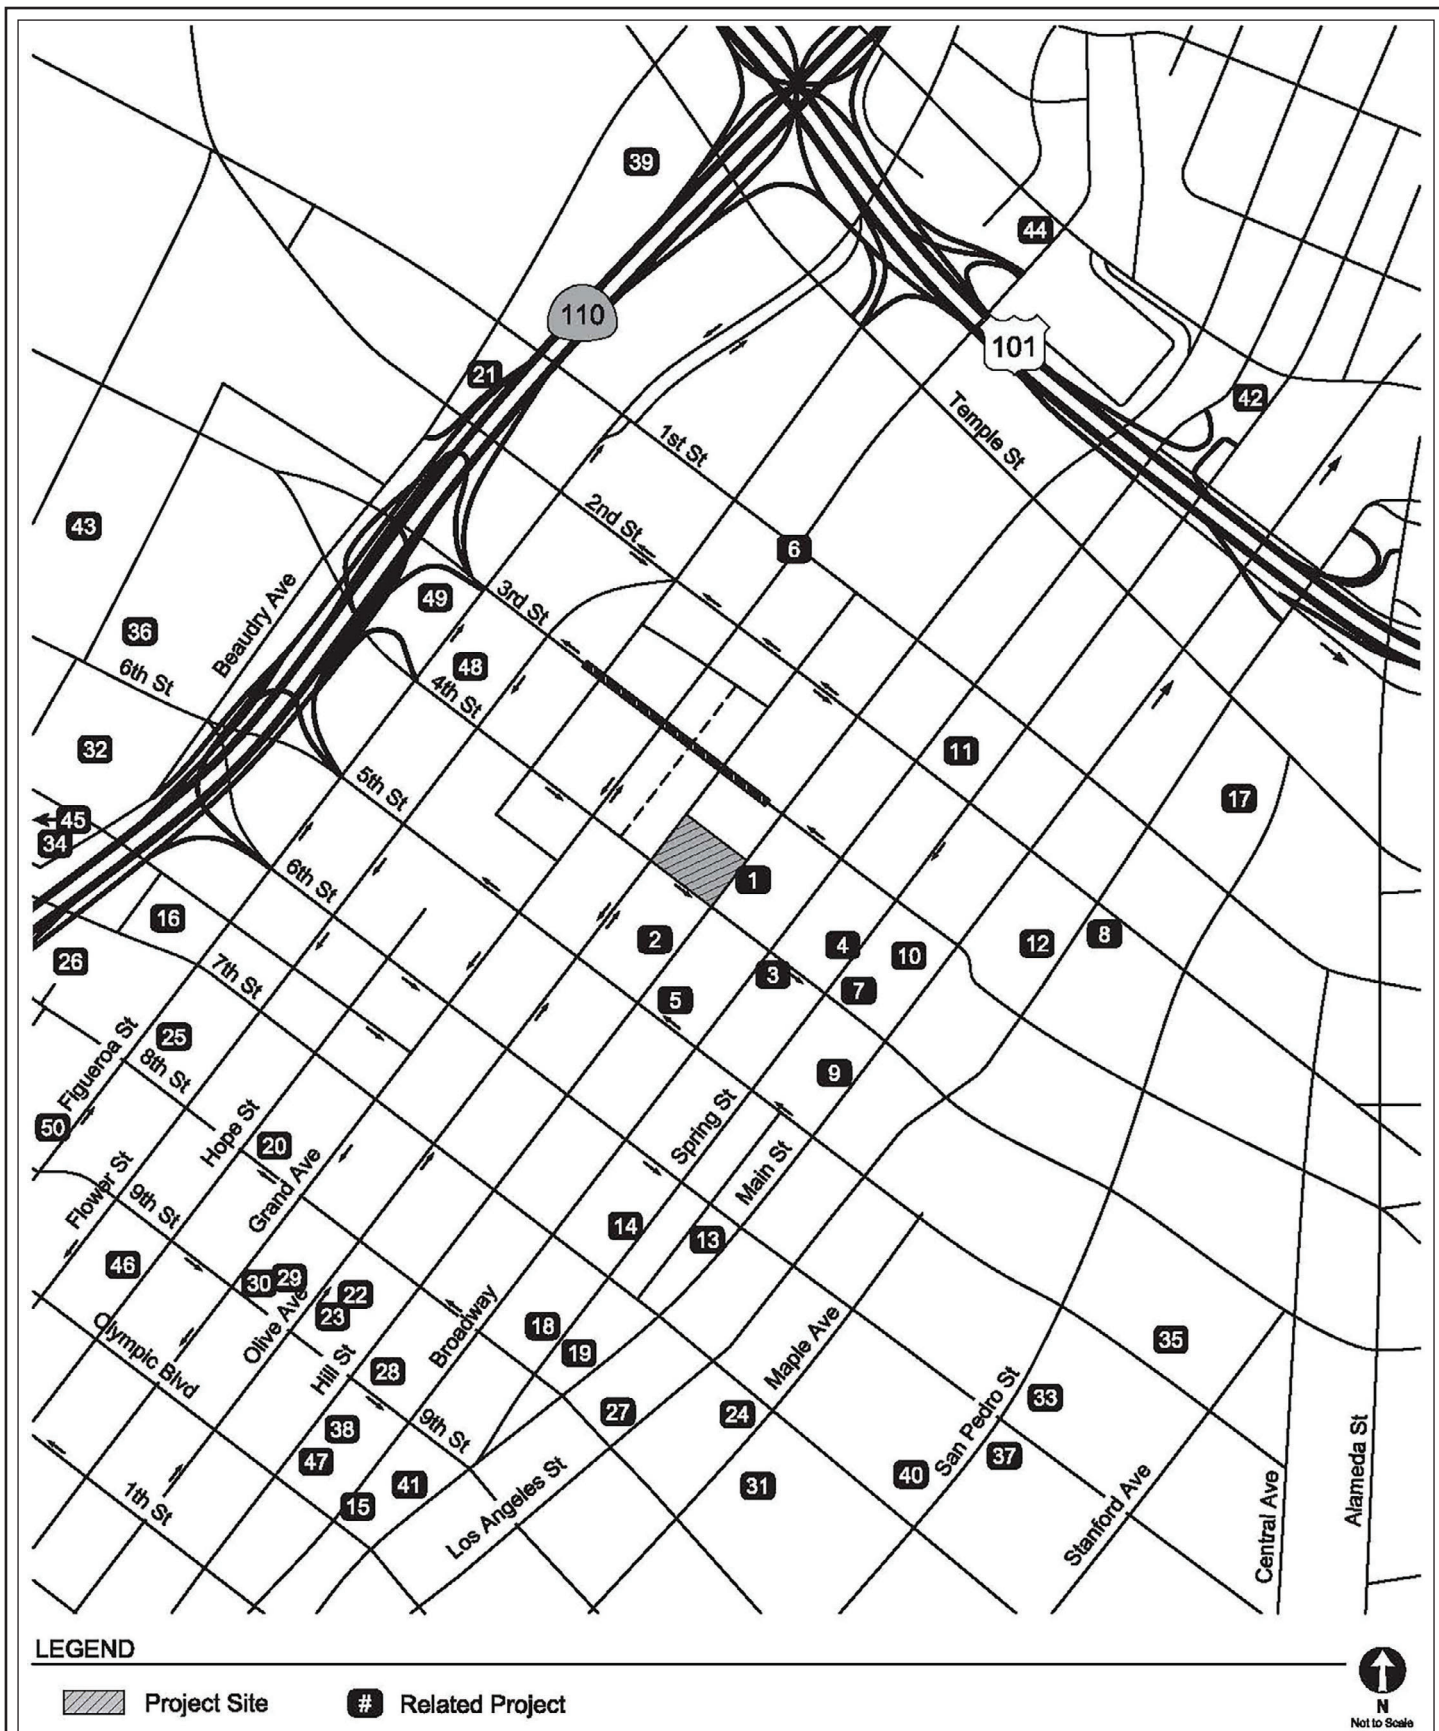 39
44
110
101
21
42
1st St
Temple St
2nd St
43
6
3rd St
49
36
Beaudry Ave
6th St
48
4th St
32
11
5th St
17
45
34
6th St
1
16
2
4
10
12
8
26
7th St
3
7
5
25
Figueroa St
8th St
9
50
Hope St
20
Spring St
Main St
Flower St
9th St
Grand Ave
14
13
46
30
29
22
23
Olive Ave
Olympic Blvd
Hill St
Broadway
18
19
Maple Ave
35
28
27
24
33
San Pedro St
38
9th St
47
41
15
31
40
37
1th St
Los Angeles St
Stanford Ave
Central Ave
Alameda St
LEGEND
Project Site
# Related Project
N
Not to Scale